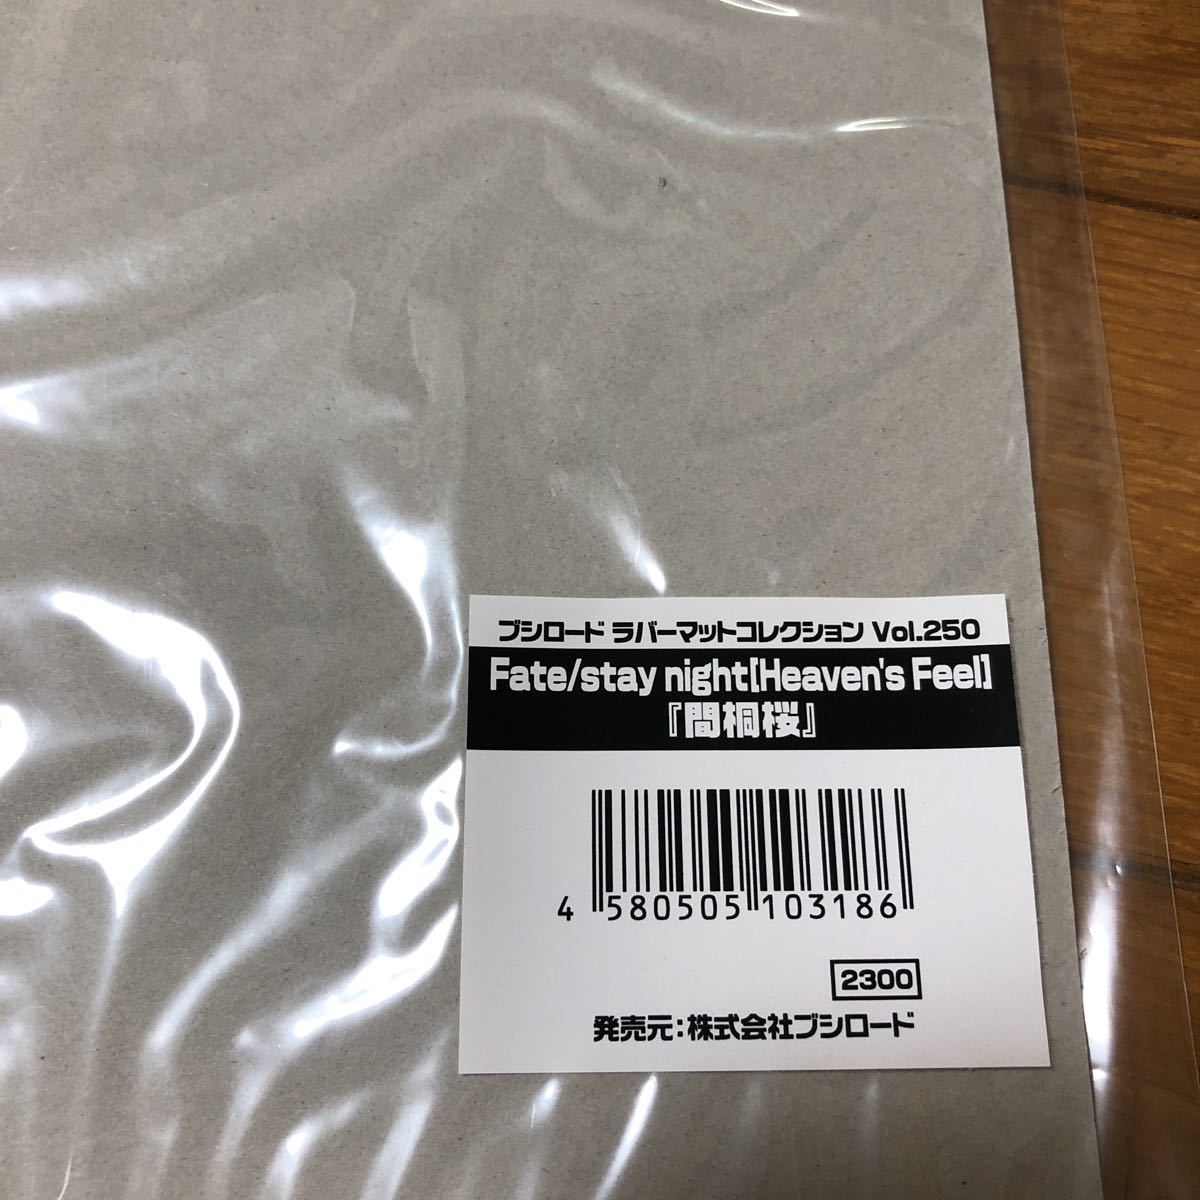 ブシロード ラバーマットコレクション Vol.250
Fate/stay night[Heaven's Feel]
『間桐桜』
4 580505 103186
2300
発売元：株式会社ブシロード